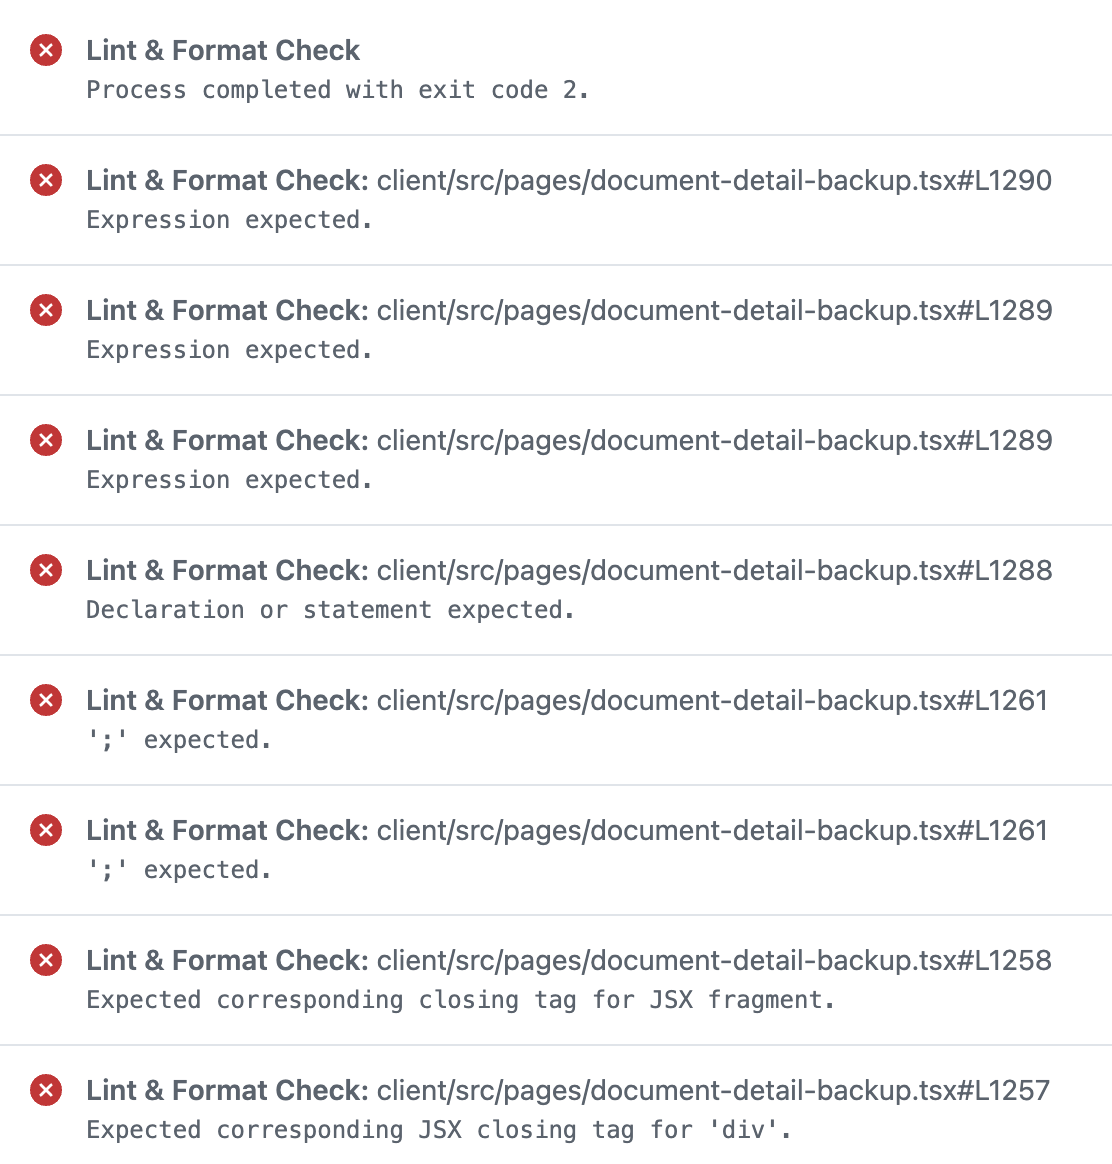 Lint & Format Check
Process completed with exit code 2.
Lint & Format Check: client/src/pages/document-detail-backup.tsx#L1290
Expression expected.
Lint & Format Check: client/src/pages/document-detail-backup.tsx#L1289
Expression expected.
Lint & Format Check: client/src/pages/document-detail-backup.tsx#L1289
Expression expected.
Lint & Format Check: client/src/pages/document-detail-backup.tsx#L1288
Declaration or statement expected.
Lint & Format Check: client/src/pages/document-detail-backup.tsx#L1261
';' expected.
Lint & Format Check: client/src/pages/document-detail-backup.tsx#L1261
';' expected.
Lint & Format Check: client/src/pages/document-detail-backup.tsx#L1258
Expected corresponding closing tag for JSX fragment.
Lint & Format Check: client/src/pages/document-detail-backup.tsx#L1257
Expected corresponding JSX closing tag for 'div'.